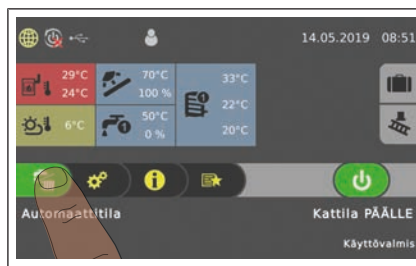 14.05.2019 08:51
29°C
24°C
70°C
100 %
33°C
22°C
20°C
6°C
50°C
0 %
Automaattitila
Kattila PÄÄLLE
Käyttövalmis